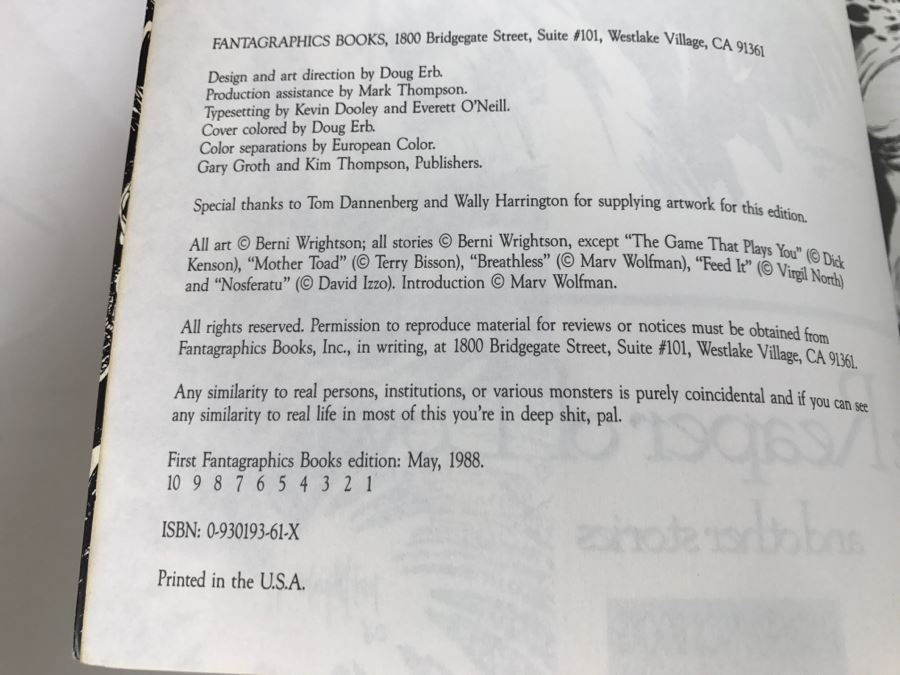 FANTAGRAPHICS BOOKS, 1800 Bridgegate Street, Suite #101, Westlake Village, CA 91361
Design and art direction by Doug Erb.
Production assistance by Mark Thompson.
Typesetting by Kevin Dooley and Everett O'Neill.
Cover colored by Doug Erb.
Color separations by European Color.
Gary Groth and Kim Thompson, Publishers.
Special thanks to Tom Dannenberg and Wally Harrington for supplying artwork for this edition.
All art © Berni Wrightson; all stories © Berni Wrightson, except "The Game That Plays You" (© Dick
Kenson), "Mother Toad" (© Terry Bisson), "Breathless" (© Marv Wolfman), "Feed It" (© Virgil North)
and "Nosferatu" (© David Izzo). Introduction © Marv Wolfman.
All rights reserved. Permission to reproduce material for reviews or notices must be obtained from
Fantagraphics Books, Inc., in writing, at 1800 Bridgegate Street, Suite #101, Westlake Village, CA 91361.
Any similarity to real persons, institutions, or various monsters is purely coincidental and if you can see
any similarity to real life in most of this you're in deep shit, pal.
First Fantagraphics Books edition: May, 1988.
10 9 8 7 6 5 4 3 2 1
ISBN: 0-930193-61-X
Printed in the U.S.A.
Reaper of
and other stories